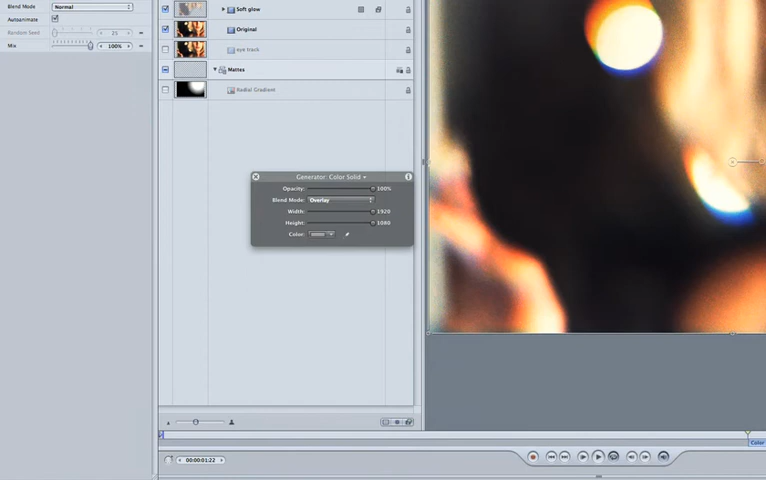 Blend Mode Normal
Autoanimate
Random Seed 25
Mix: 100%
Soft glow
Original
eye track
Mattes
Radial Gradient
Generator: Color Solid
Opacity: 100%
Blend Mode: Overlay
Width: 1920
Height: 1080
Color:
00:00:01:22
Color